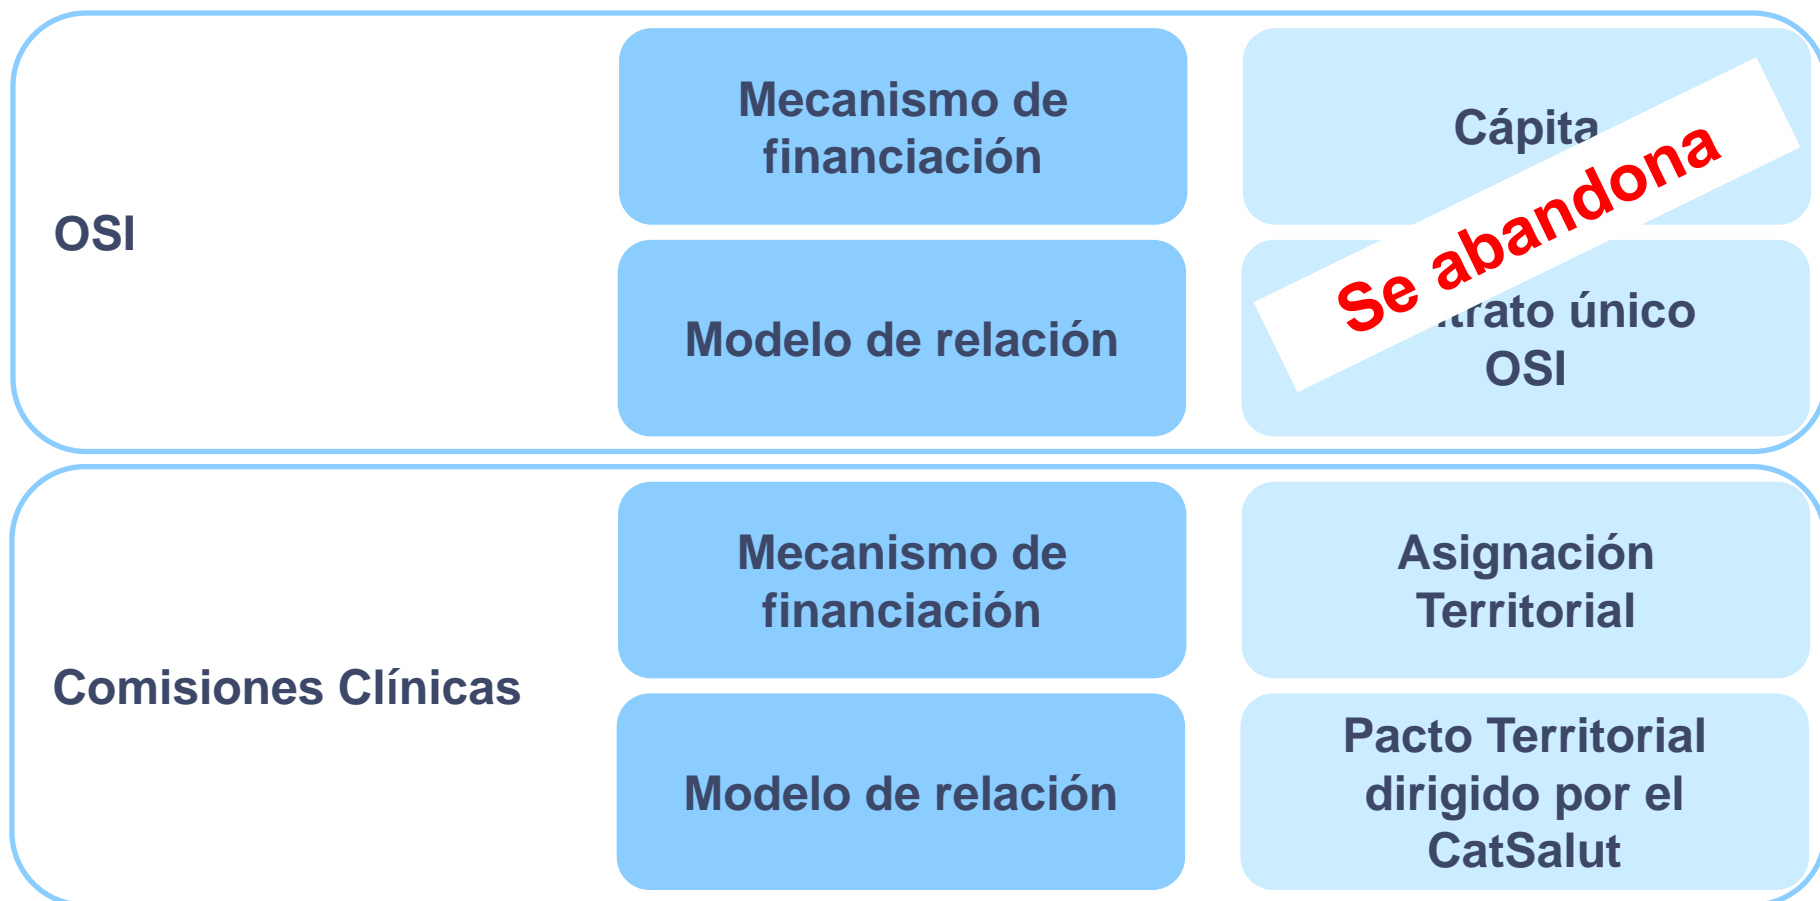 OSI
Mecanismo de
financiación
Cápita
Se abandona
Modelo de relación
único
OSI
Comisiones Clínicas
Mecanismo de
financiación
Asignación
Territorial
Modelo de relación
Pacto Territorial
dirigido por el
CatSalut